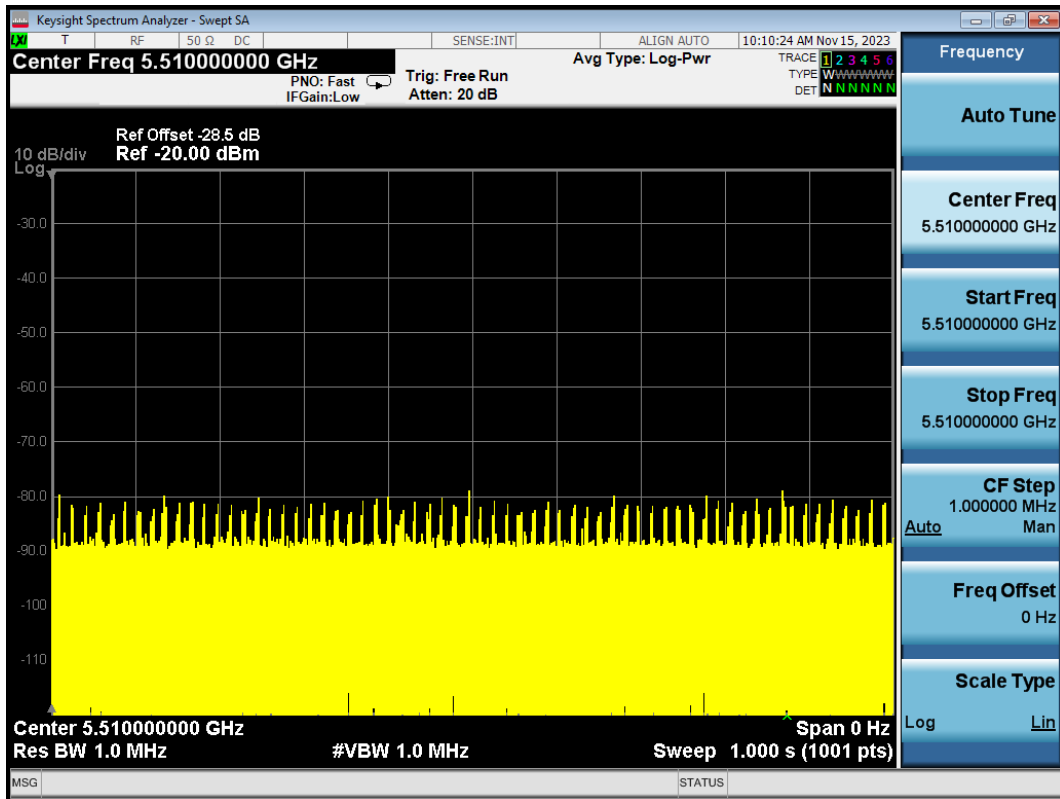 Keysight Spectrum Analyzer - Swept SA
LXI T RF 50 Ω DC SENSE:INT ALIGN AUTO 10:10:24 AM Nov 15, 2023
Center Freq 5.510000000 GHz
PNO: Fast
IFGain:Low
Trig: Free Run
Atten: 20 dB
Avg Type: Log-Pwr
TRACE 1 2 3 4 5 6
TYPE WWWWWWW
DET N N N N N N
Ref Offset -28.5 dB
10 dB/div Ref -20.00 dBm
Log
-30.0
-40.0
-50.0
-60.0
-70.0
-80.0
-90.0
-100
-110
Center 5.510000000 GHz Span 0 Hz
Res BW 1.0 MHz #VBW 1.0 MHz Sweep 1.000 s (1001 pts)
MSG STATUS
Frequency
Auto Tune
Center Freq
5.510000000 GHz
Start Freq
5.510000000 GHz
Stop Freq
5.510000000 GHz
CF Step
1.000000 MHz
Auto Man
Freq Offset
0 Hz
Scale Type
Log Lin